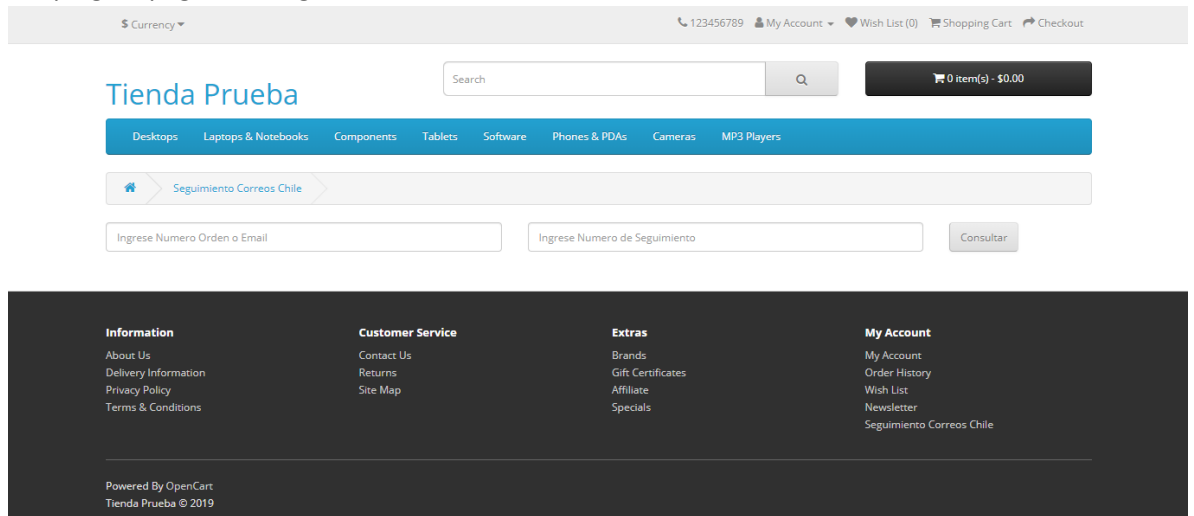 $ Currency
123456789 My Account Wish List (0) Shopping Cart Checkout
Tienda Prueba
Search
0 item(s) - $0.00
Desktops Laptops & Notebooks Components Tablets Software Phones & PDAs Cameras MP3 Players
Seguimiento Correos Chile
Ingrese Numero Orden o Email
Ingrese Numero de Seguimiento
Consultar
Information
About Us
Delivery Information
Privacy Policy
Terms & Conditions
Customer Service
Contact Us
Returns
Site Map
Extras
Brands
Gift Certificates
Affiliate
Specials
My Account
My Account
Order History
Wish List
Newsletter
Seguimiento Correos Chile
Powered By OpenCart
Tienda Prueba © 2019